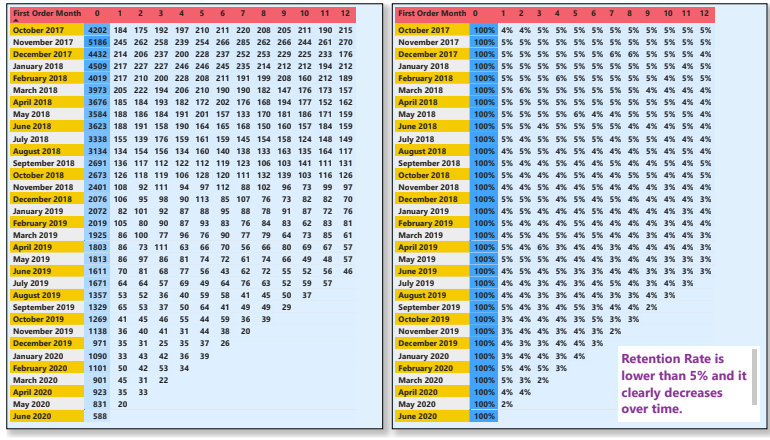 First Order Month 0 1 2 3 4 5 6 7 8 9 10 11 12
October 2017 4202 184 175 192 197 210 211 220 208 205 211 190 215
November 2017 5186 245 262 258 239 254 266 285 262 266 244 261 270
December 2017 4432 214 206 237 200 228 237 252 253 229 225 233 176
January 2018 4509 217 227 227 246 246 245 235 214 212 212 194 212
February 2018 4019 217 210 200 228 208 211 191 199 208 160 212 189
March 2018 3973 205 222 194 206 210 190 190 182 147 176 173 157
April 2018 3676 185 184 193 182 172 202 176 168 194 177 152 162
May 2018 3584 188 186 184 191 201 157 133 170 181 186 171 159
June 2018 3623 188 191 158 190 164 165 168 150 160 157 184 159
July 2018 3338 155 139 176 159 161 159 145 154 158 124 148 149
August 2018 3134 134 154 156 134 160 140 138 133 163 135 164 117
September 2018 2691 136 117 112 122 112 119 123 106 103 141 111 131
October 2018 2673 126 118 119 106 128 120 111 132 139 103 116 126
November 2018 2401 108 92 111 94 97 112 88 102 96 73 99 97
December 2018 2076 106 95 98 90 113 85 107 76 73 82 82 70
January 2019 2072 82 101 92 87 88 95 88 78 91 87 72 76
February 2019 2019 105 80 90 87 93 83 76 84 83 62 83 81
March 2019 1925 86 100 77 96 76 90 77 79 64 73 85 61
April 2019 1803 86 73 111 63 66 70 56 66 80 69 67 57
May 2019 1813 86 97 86 81 74 72 61 74 66 49 48 57
June 2019 1611 70 81 68 77 56 43 62 72 55 52 56 46
July 2019 1671 64 64 57 69 49 64 76 63 52 59 57
August 2019 1357 53 52 36 40 59 58 41 45 50 37
September 2019 1329 65 53 37 50 64 41 49 49 29
October 2019 1269 41 45 46 55 44 59 36 39
November 2019 1138 36 40 41 31 44 38 20
December 2019 971 35 31 25 35 37 26
January 2020 1090 33 43 42 36 39
February 2020 1101 50 42 53 34
March 2020 901 45 31 22
April 2020 923 35 33
May 2020 831 20
June 2020 588
First Order Month 0 1 2 3 4 5 6 7 8 9 10 11 12
October 2017 100% 4% 4% 5% 5% 5% 5% 5% 5% 5% 5% 5% 5%
November 2017 100% 5% 5% 5% 5% 5% 5% 5% 5% 5% 5% 5% 5%
December 2017 100% 5% 5% 5% 5% 5% 5% 6% 6% 5% 5% 5% 4%
January 2018 100% 5% 5% 5% 5% 5% 5% 5% 5% 5% 5% 4% 5%
February 2018 100% 5% 5% 5% 6% 5% 5% 5% 5% 5% 4% 5% 5%
March 2018 100% 5% 6% 5% 5% 5% 5% 5% 5% 4% 4% 4% 4%
April 2018 100% 5% 5% 5% 5% 5% 5% 5% 5% 5% 5% 4% 4%
May 2018 100% 5% 5% 5% 5% 6% 4% 4% 5% 5% 5% 5% 4%
June 2018 100% 5% 5% 4% 5% 5% 5% 5% 4% 4% 4% 5% 4%
July 2018 100% 5% 4% 5% 5% 5% 5% 4% 5% 5% 4% 4% 4%
August 2018 100% 4% 5% 5% 4% 5% 4% 4% 4% 5% 4% 5% 4%
September 2018 100% 5% 4% 4% 5% 4% 4% 5% 4% 4% 5% 4% 5%
October 2018 100% 5% 4% 4% 4% 5% 4% 4% 5% 5% 4% 4% 5%
November 2018 100% 4% 4% 5% 4% 4% 5% 4% 4% 4% 3% 4% 4%
December 2018 100% 5% 5% 5% 4% 5% 4% 5% 4% 4% 4% 4% 3%
January 2019 100% 4% 5% 4% 4% 4% 5% 4% 4% 4% 4% 3% 4%
February 2019 100% 5% 4% 4% 4% 5% 4% 4% 4% 4% 3% 4% 4%
March 2019 100% 4% 5% 4% 5% 4% 5% 4% 4% 3% 4% 4% 3%
April 2019 100% 5% 4% 6% 3% 4% 4% 3% 4% 4% 4% 4% 3%
May 2019 100% 5% 5% 5% 4% 4% 4% 3% 4% 4% 3% 3% 3%
June 2019 100% 4% 5% 4% 5% 3% 3% 4% 4% 3% 3% 3% 3%
July 2019 100% 4% 4% 3% 4% 3% 4% 5% 4% 3% 4% 3%
August 2019 100% 4% 4% 3% 3% 4% 4% 3% 3% 4% 3%
September 2019 100% 5% 4% 3% 4% 5% 3% 4% 4% 2%
October 2019 100% 3% 4% 4% 4% 3% 5% 3% 3%
November 2019 100% 3% 4% 4% 3% 4% 3% 2%
December 2019 100% 4% 3% 3% 4% 4% 3%
January 2020 100% 3% 4% 4% 3% 4%
February 2020 100% 5% 4% 5% 3%
March 2020 100% 5% 3% 2%
April 2020 100% 4% 4%
May 2020 100% 2%
June 2020 100%
Retention Rate is
lower than 5% and it
clearly decreases
over time.